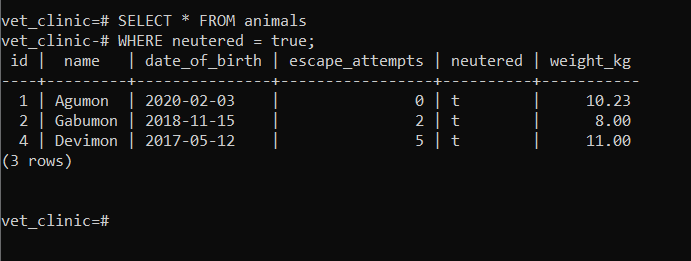 vet_clinic=# SELECT * FROM animals
vet_clinic-# WHERE neutered = true;
 id |  name   | date_of_birth | escape_attempts | neutered | weight_kg
----+---------+---------------+-----------------+----------+-----------
  1 | Agumon  | 2020-02-03    |               0 | t        |     10.23
  2 | Gabumon | 2018-11-15    |               2 | t        |      8.00
  4 | Devimon | 2017-05-12    |               5 | t        |     11.00
(3 rows)
vet_clinic=#